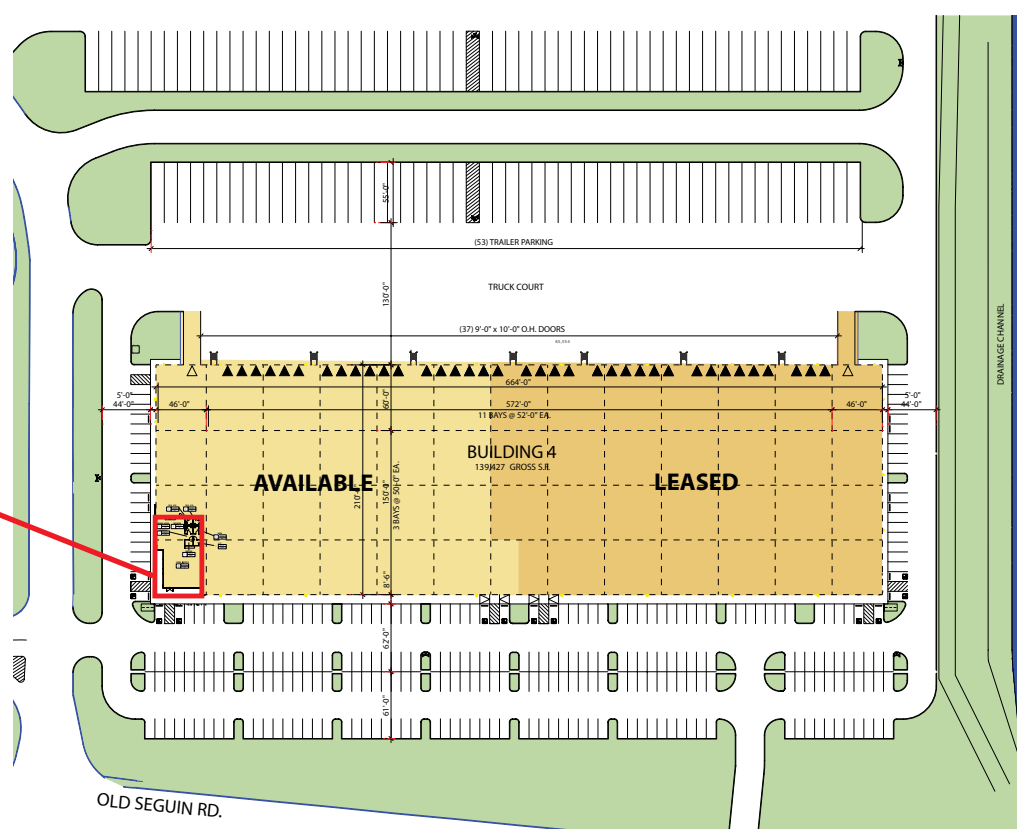 55'-0"
(53) TRAILER PARKING
TRUCK COURT
130'-0"
(37) 9'-0" x 10'-0" O.H. DOORS
DRAINAGE CHANNEL
664'-0"
60'-0"
5'-0"
44'-0"
46'-0"
572'-0"
11 BAYS @ 52'-0" EA.
46'-0"
5'-0"
44'-0"
BUILDING 4
139,427 GROSS S.F.
AVAILABLE
LEASED
210'-0"
150'-0"
3 BAYS @ 50'-0" EA.
8'-6"
62'-0"
61'-0"
OLD SEGUIN RD.